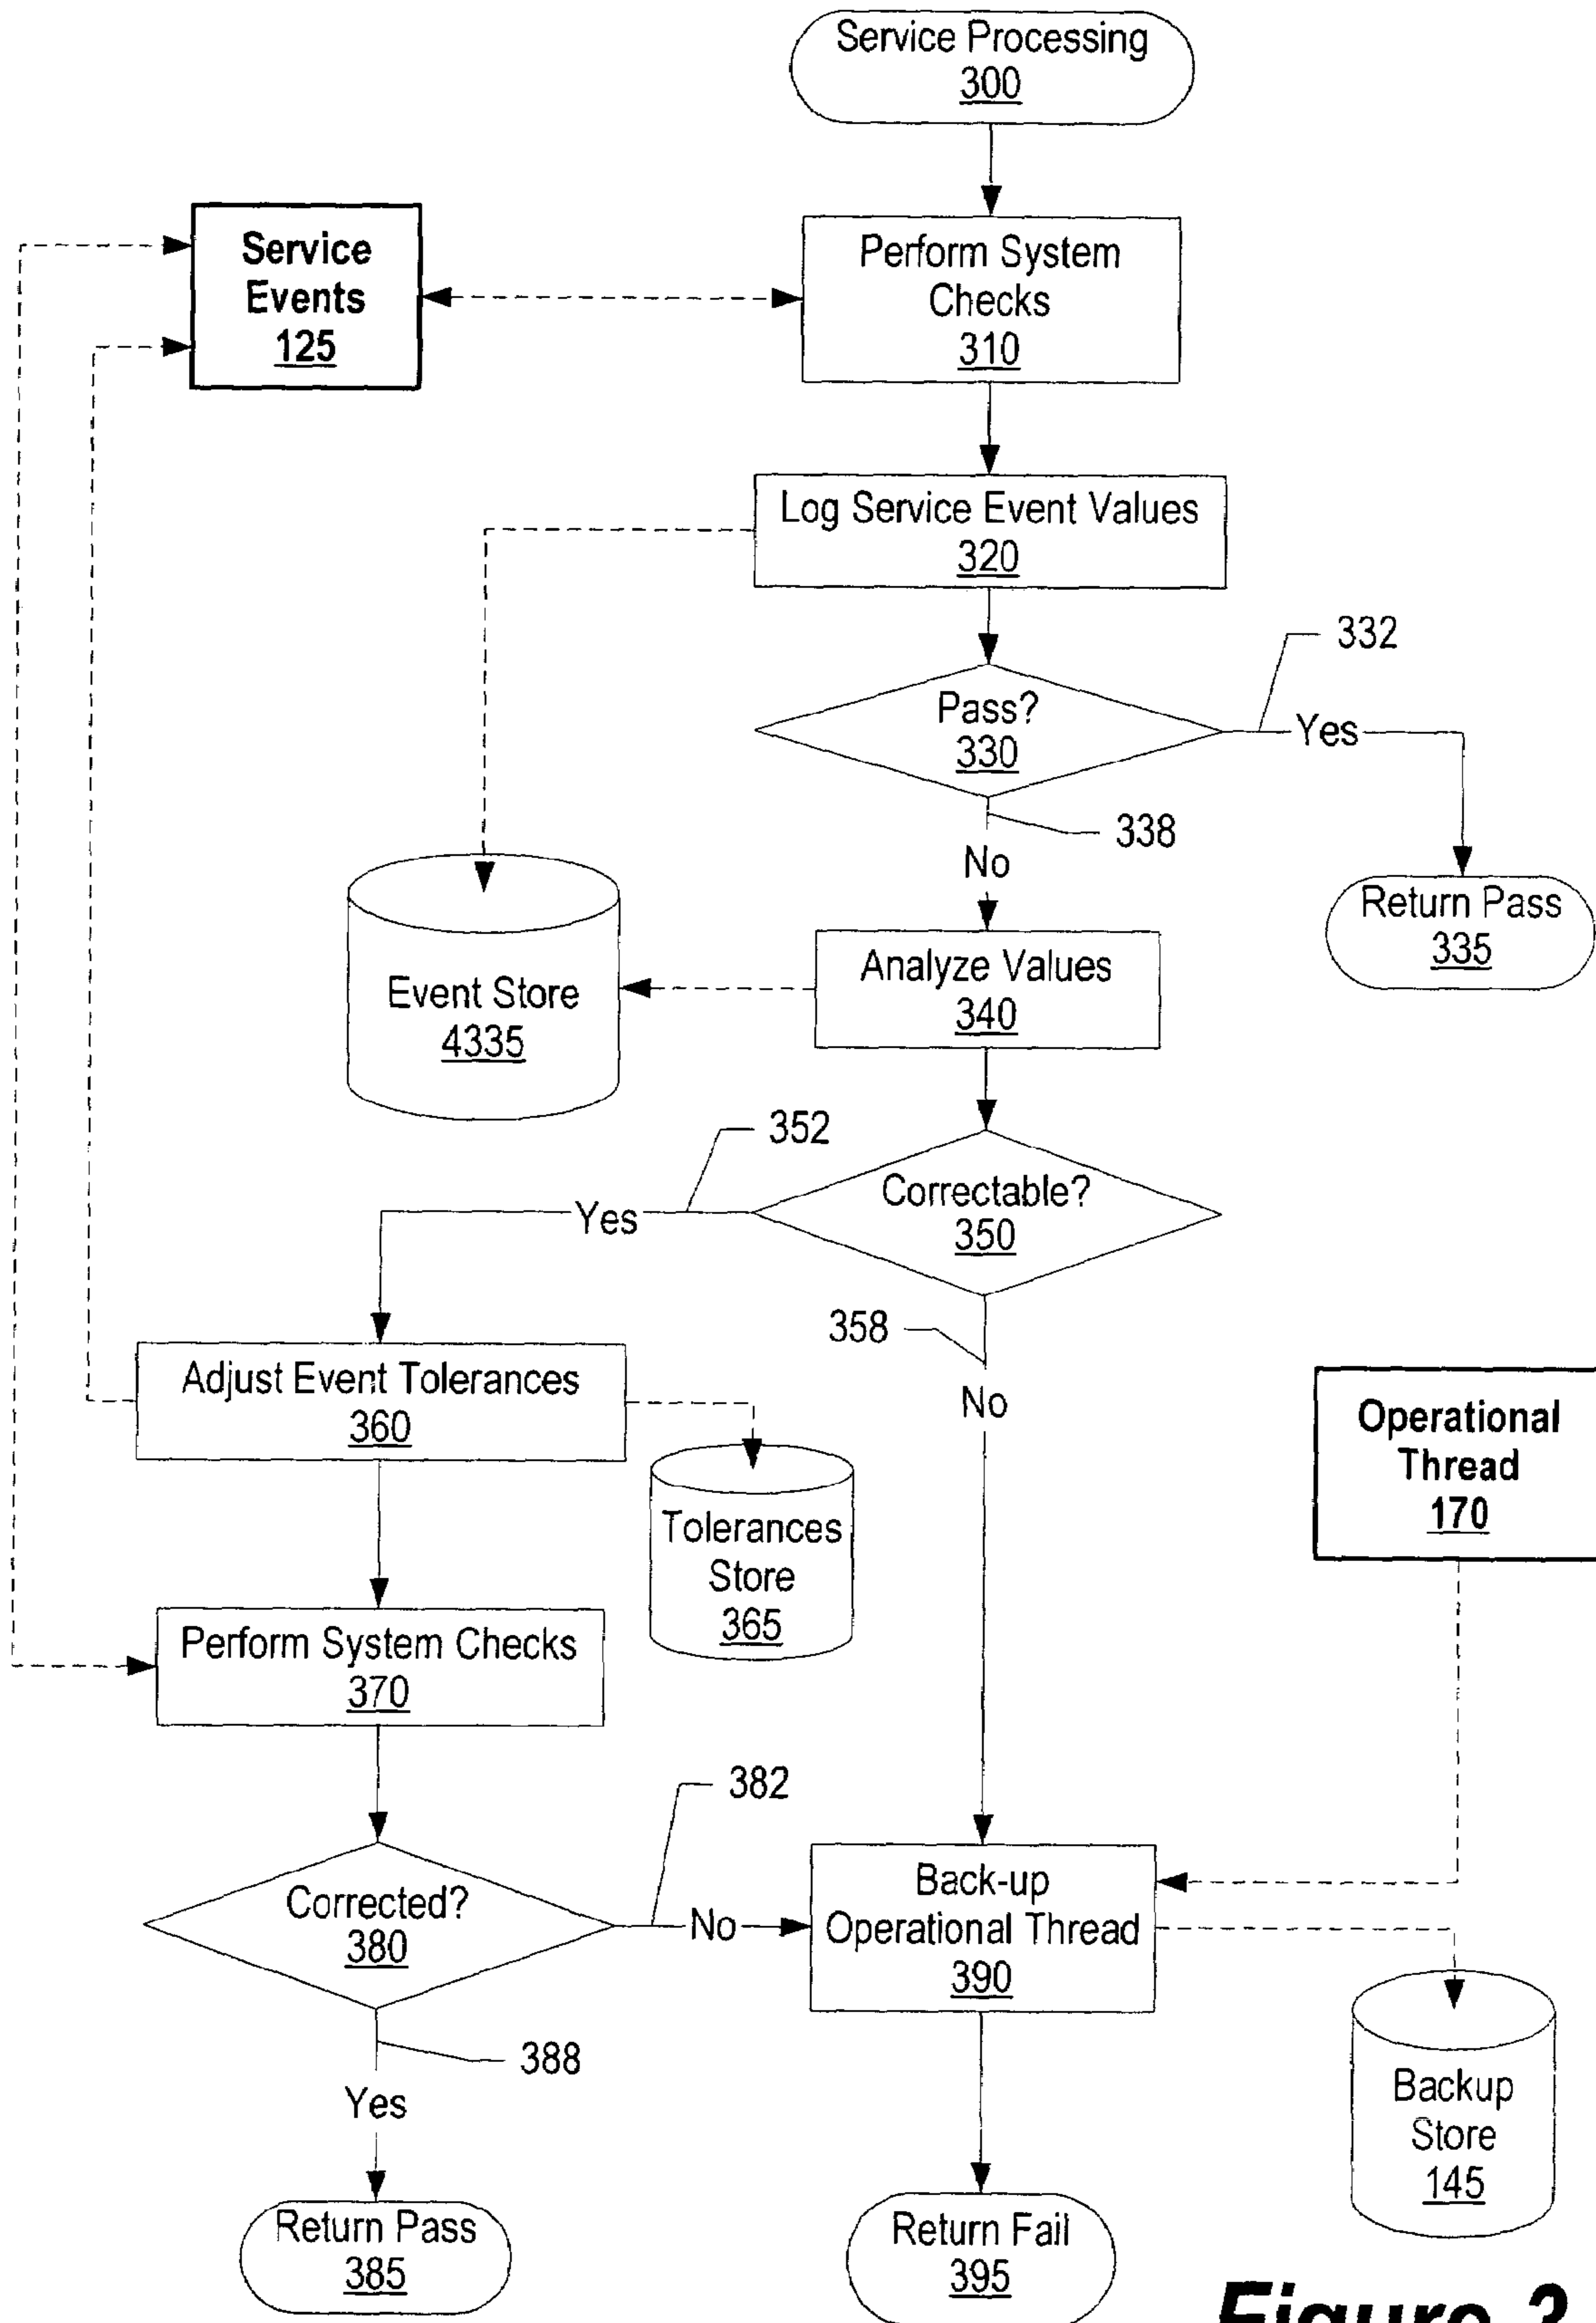 Service Processing
300
Service
Events
125
Perform System
Checks
310
Log Service Event Values
320
332
Pass?
330
Yes
338
No
Return Pass
335
Analyze Values
340
Event Store
4335
352
Correctable?
350
Yes
358
No
Adjust Event Tolerances
360
Operational
Thread
170
Tolerances
Store
365
Perform System Checks
370
382
Corrected?
380
No
Back-up
Operational Thread
390
388
Yes
Backup
Store
145
Return Pass
385
Return Fail
395
Figure 3